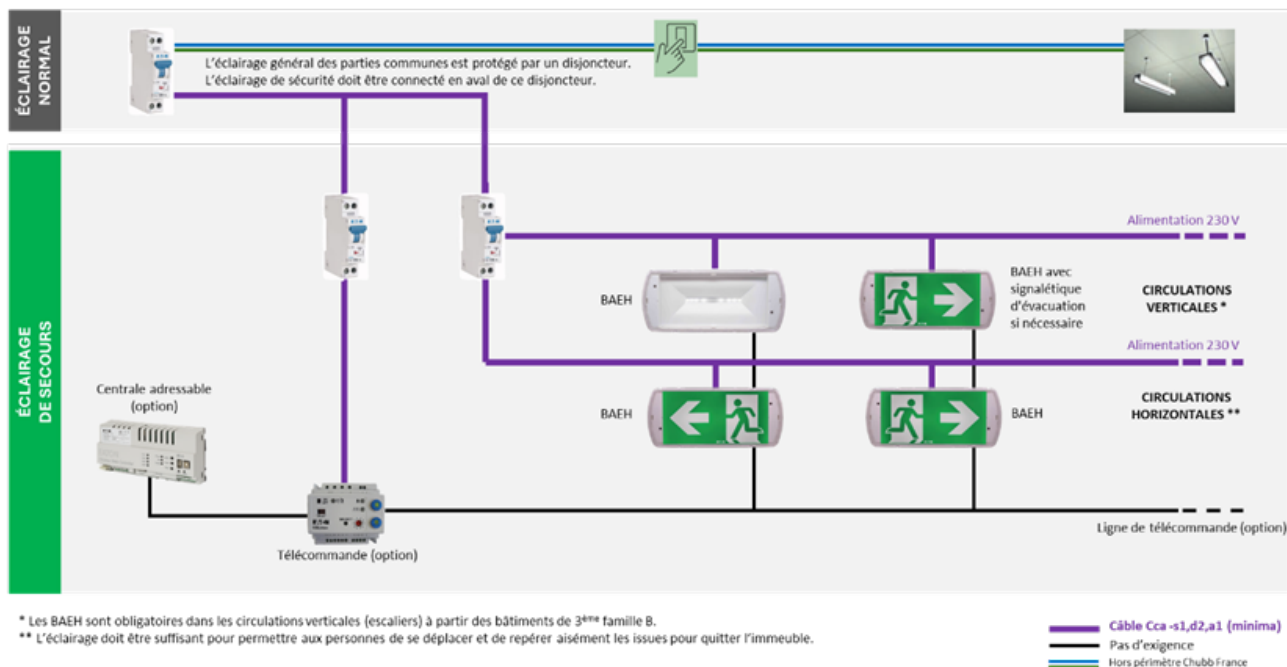 ÉCLAIRAGE
NORMAL
L'éclairage général des parties communes est protégé par un disjoncteur.
L'éclairage de sécurité doit être connecté en aval de ce disjoncteur.
ÉCLAIRAGE
DE SECOURS
Alimentation 230 V
BAEH
BAEH avec
signalétique
d'évacuation
si nécessaire
CIRCULATIONS
VERTICALES *
Alimentation 230 V
Centrale adressable
(option)
BAEH
BAEH
CIRCULATIONS
HORIZONTALES **
Télécommande (option)
Ligne de télécommande (option)
* Les BAEH sont obligatoires dans les circulations verticales (escaliers) à partir des bâtiments de 3ème famille B.
** L'éclairage doit être suffisant pour permettre aux personnes de se déplacer et de repérer aisément les issues pour quitter l'immeuble.
Câble Cca -s1,d2,a1 (minima)
Pas d'exigence
Hors périmètre Chubb France